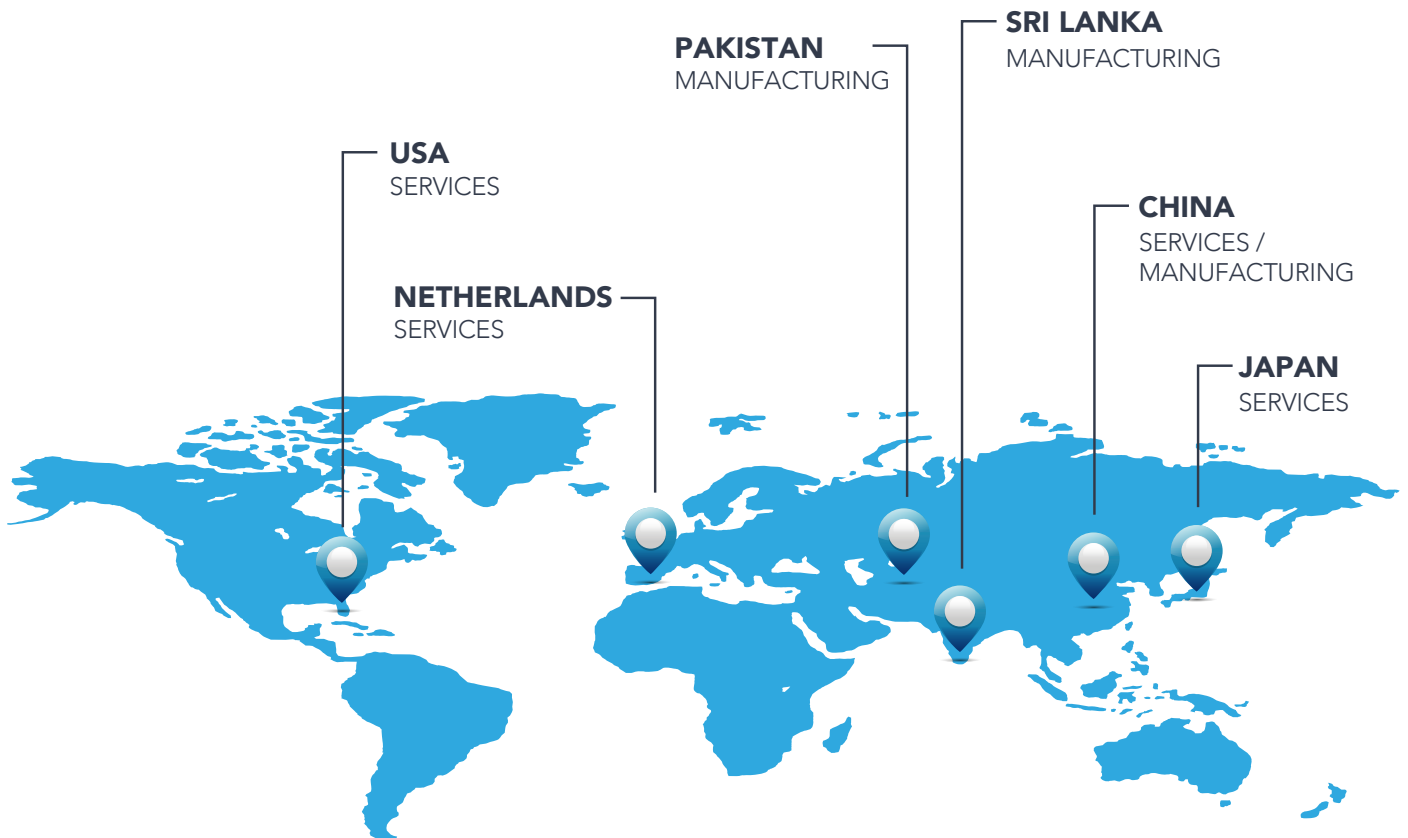 SRI LANKA
MANUFACTURING
PAKISTAN
MANUFACTURING
USA
SERVICES
CHINA
SERVICES /
MANUFACTURING
NETHERLANDS
SERVICES
JAPAN
SERVICES